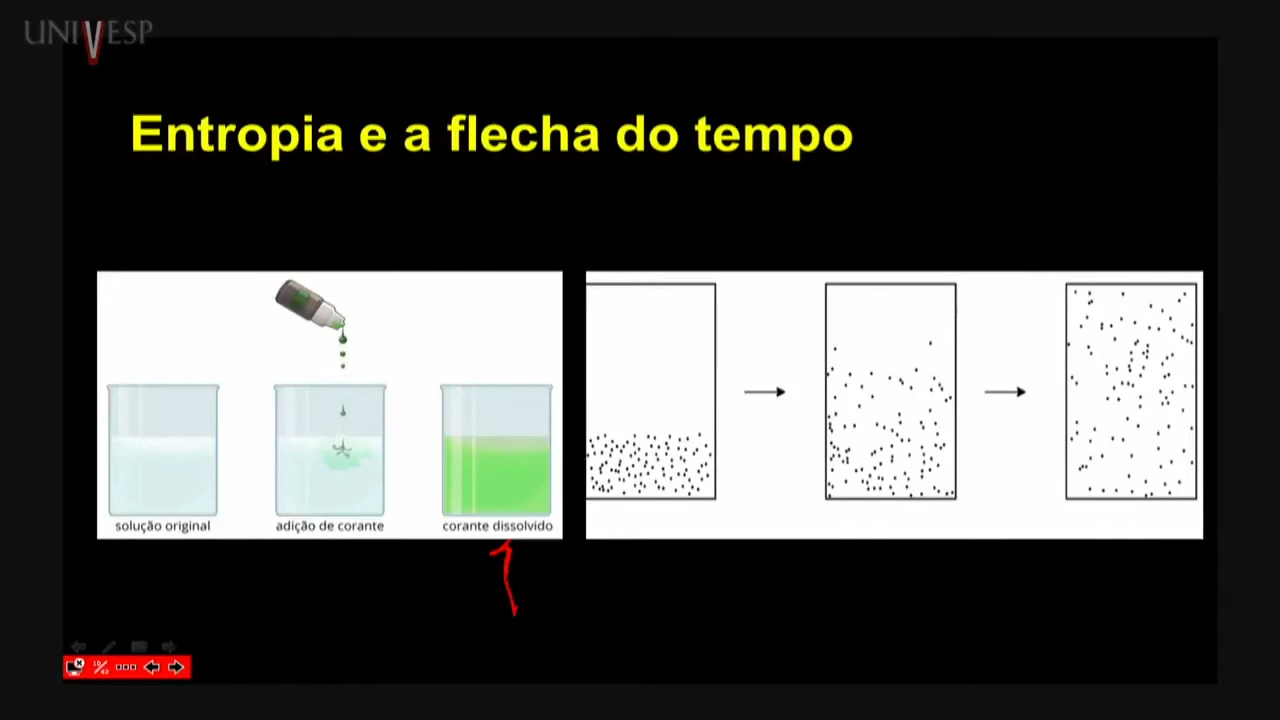 UNIVESP
Entropia e a flecha do tempo
solução original
adição de corante
corante dissolvido